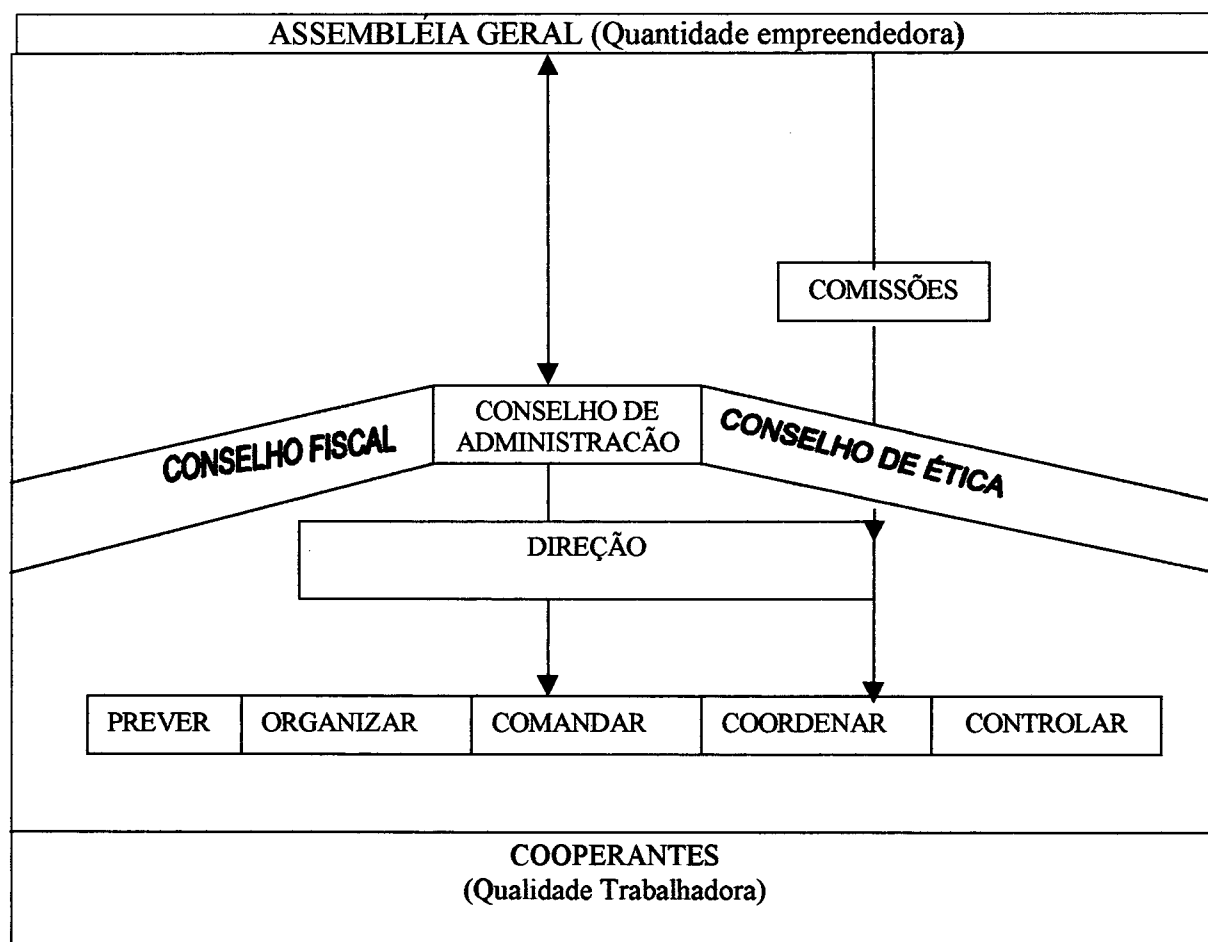 ASSEMBLÉIA GERAL (Quantidade empreendedora)
COMISSÕES
CONSELHO DE
ADMINISTRACÃO
CONSELHO FISCAL
CONSELHO DE ÉTICA
DIREÇÃO
PREVER
ORGANIZAR
COMANDAR
COORDENAR
CONTROLAR
COOPERANTES
(Qualidade Trabalhadora)